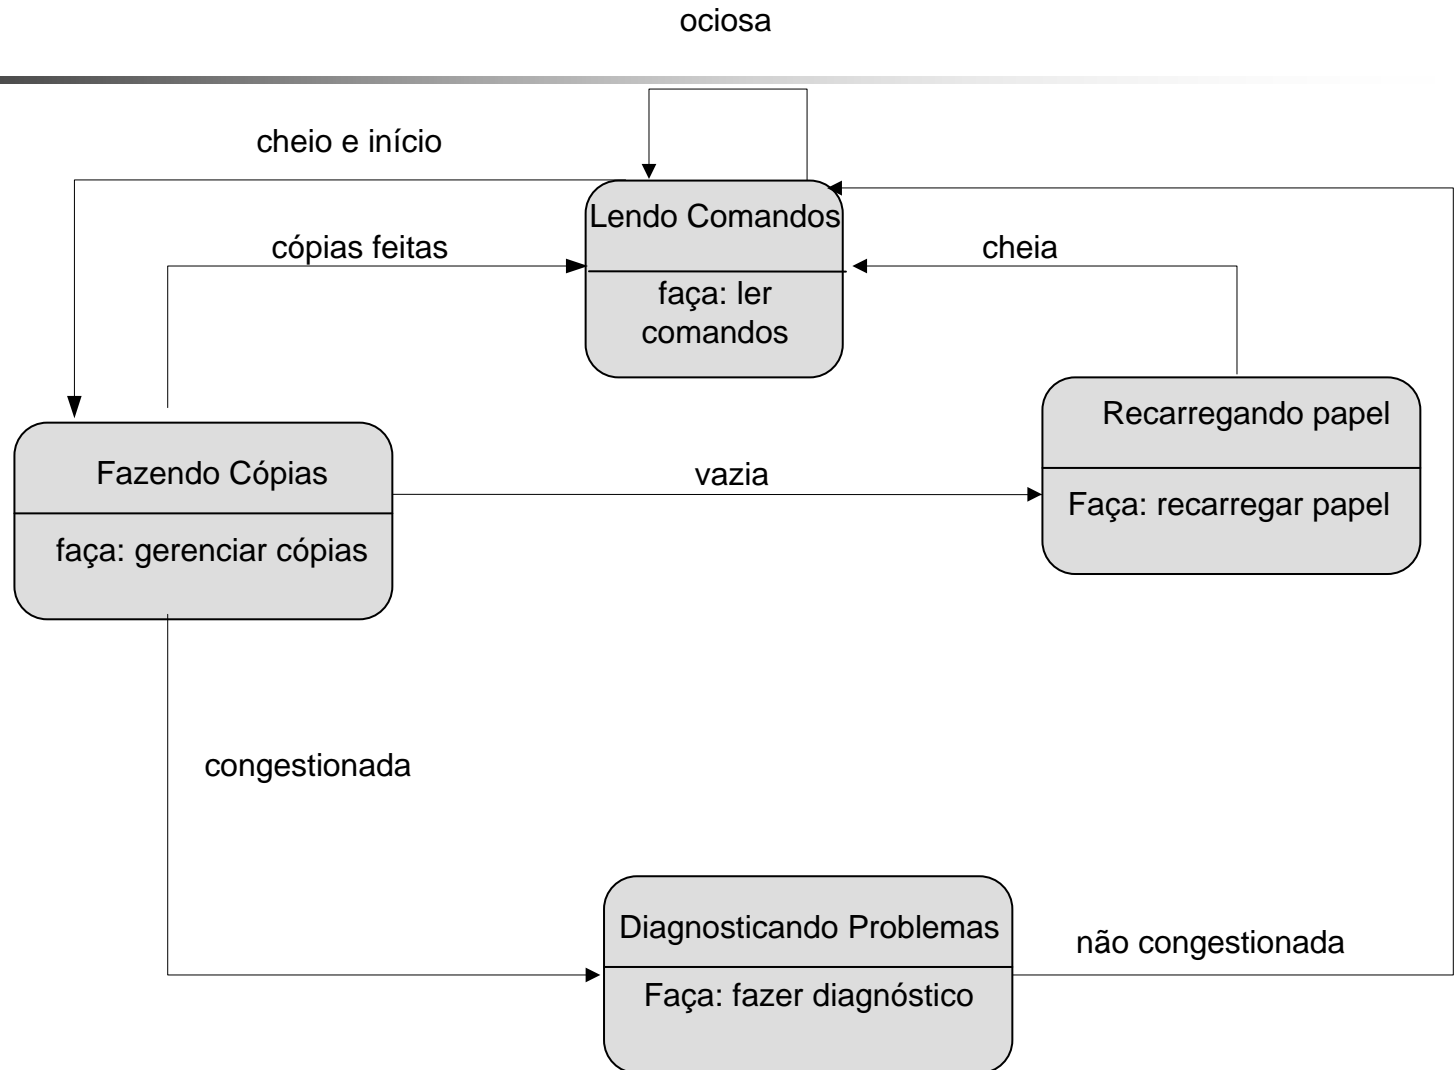 ociosa
cheio e início
Lendo Comandos
cópias feitas
cheia
faça: ler
comandos
Recarregando papel
Fazendo Cópias
vazia
Faça: recarregar papel
faça: gerenciar cópias
congestionada
Diagnosticando Problemas
não congestionada
Faça: fazer diagnóstico